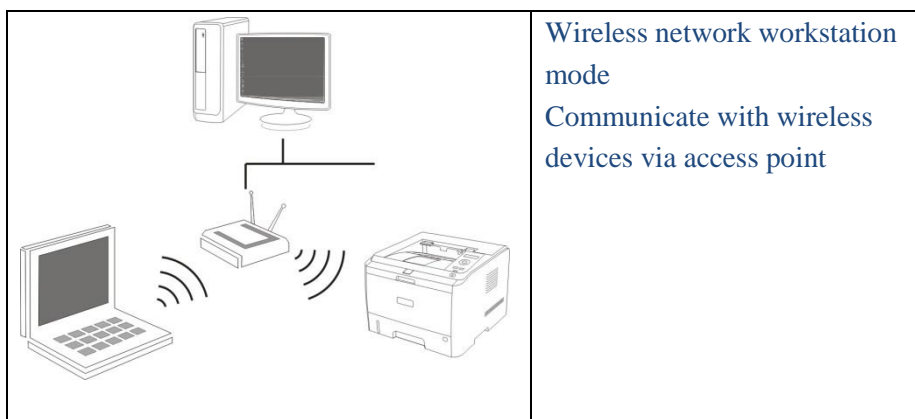 Wireless network workstation
mode
Communicate with wireless
devices via access point